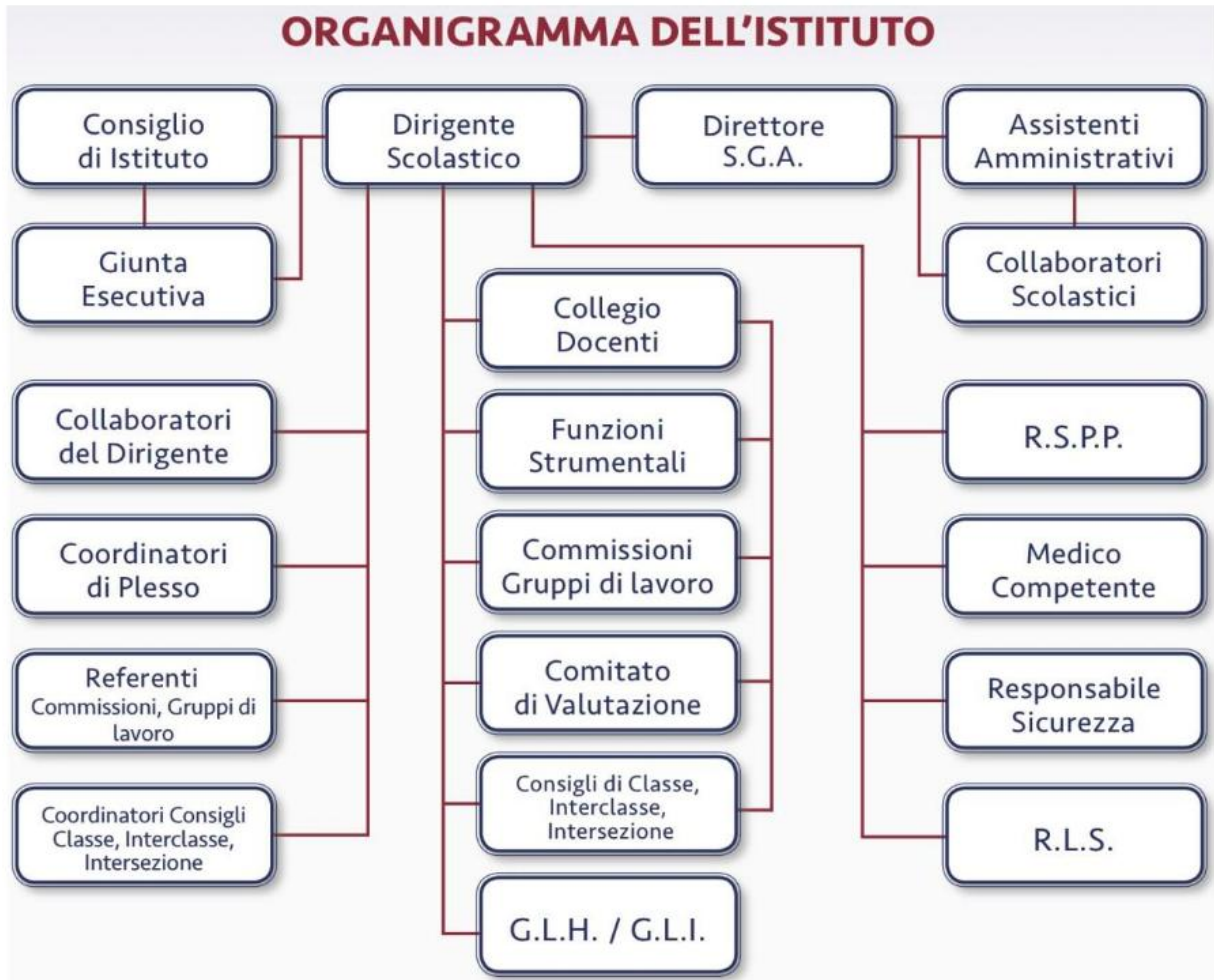 ORGANIGRAMMA DELL’ISTITUTO
Consiglio
di Istituto
Dirigente
Scolastico
Direttore
S.G.A.
Assistenti
Amministrativi
Giunta
Esecutiva
Collaboratori
Scolastici
Collegio
Docenti
Collaboratori
del Dirigente
Funzioni
Strumentali
R.S.P.P.
Coordinatori
di Plesso
Commissioni
Gruppi di lavoro
Medico
Competente
Referenti
Commissioni, Gruppi di
lavoro
Comitato
di Valutazione
Responsabile
Sicurezza
Coordinatori Consigli
Classe, Interclasse,
Intersezione
Consigli di Classe,
Interclasse,
Intersezione
R.L.S.
G.L.H. / G.L.I.